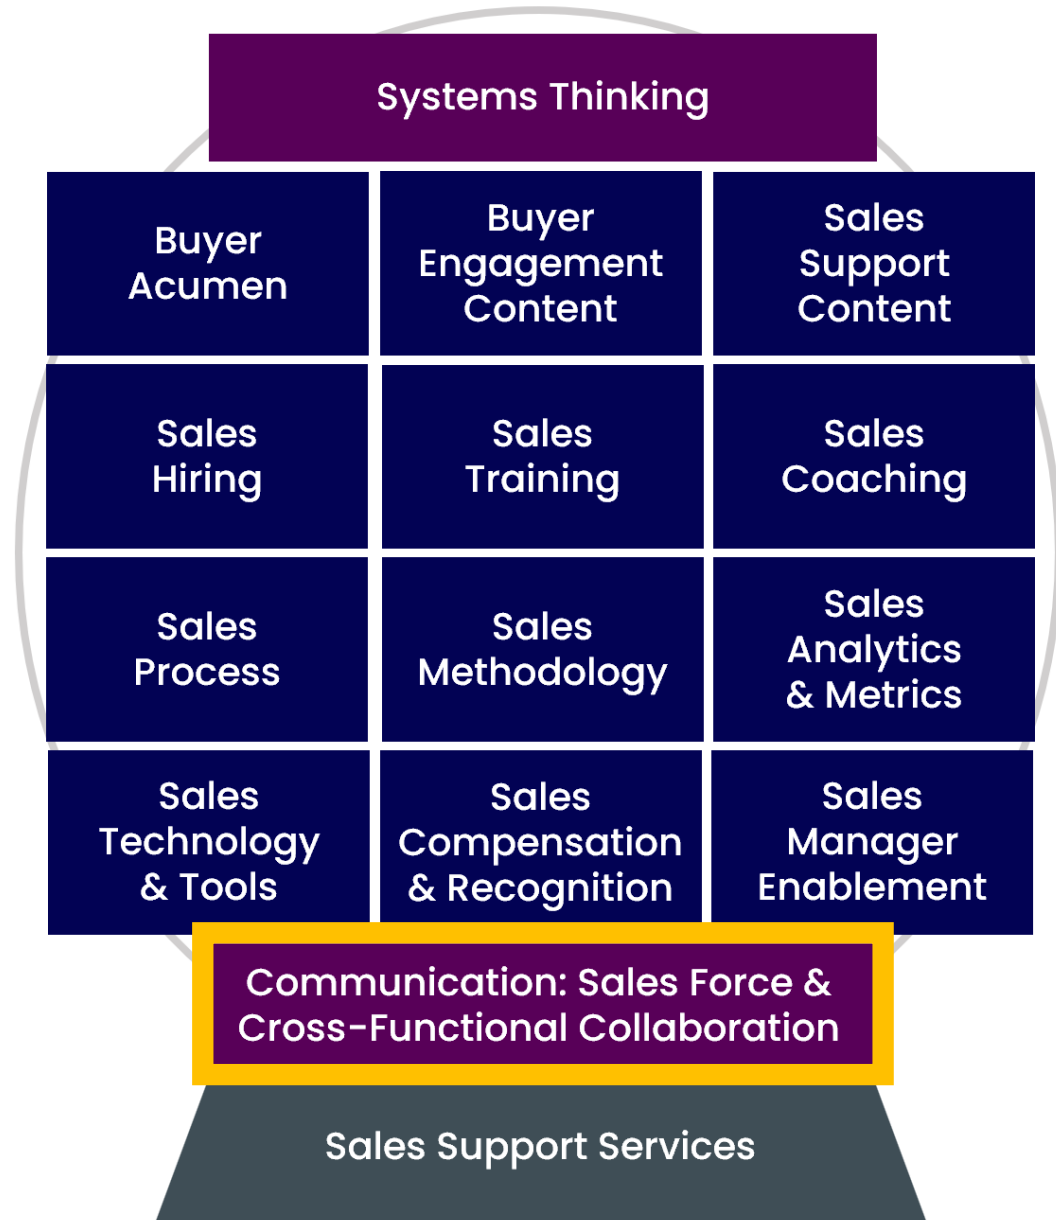 Systems Thinking
Buyer
Acumen
Buyer
Engagement
Content
Sales
Support
Content
Sales
Hiring
Sales
Training
Sales
Coaching
Sales
Process
Sales
Methodology
Sales
Analytics
& Metrics
Sales
Technology
& Tools
Sales
Compensation
& Recognition
Sales
Manager
Enablement
Communication: Sales Force &
Cross-Functional Collaboration
Sales Support Services